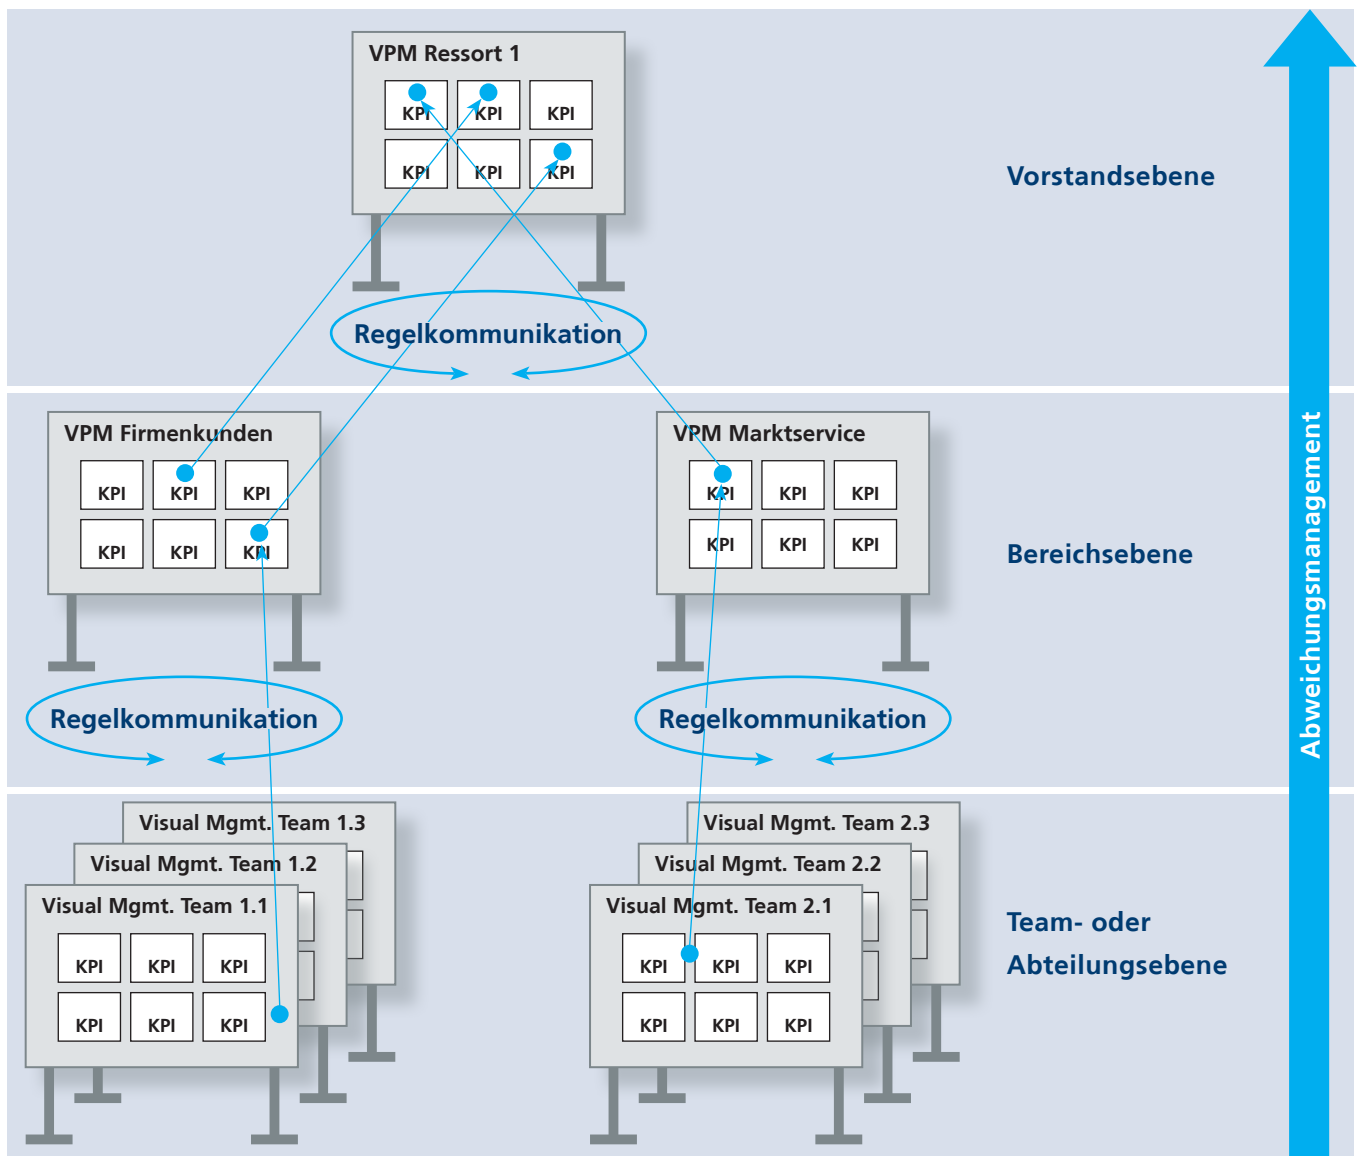 VPM Ressort 1
KPI KPI KPI
KPI KPI KPI
Vorstandsebene
Regelkommunikation
VPM Firmenkunden
KPI KPI KPI
KPI KPI KPI
VPM Marktservice
KPI KPI KPI
KPI KPI KPI
Bereichsebene
Regelkommunikation
Regelkommunikation
Visual Mgmt. Team 1.3
Visual Mgmt. Team 1.2
Visual Mgmt. Team 1.1
KPI KPI KPI
KPI KPI KPI
Visual Mgmt. Team 2.3
Visual Mgmt. Team 2.2
Visual Mgmt. Team 2.1
KPI KPI KPI
KPI KPI KPI
Team- oder
Abteilungsebene
Abweichungsmanagement